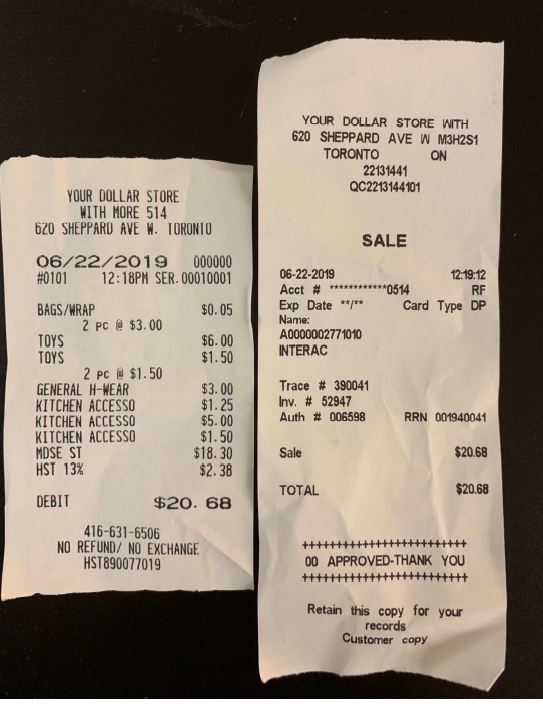 YOUR DOLLAR STORE
WITH MORE 514
620 SHEPPARD AVE W. TORONTO
06/22/2019 000000
#0101 12:18PM SER.00010001
BAGS/WRAP $0.05
2 PC @ $3.00
TOYS $6.00
TOYS $1.50
2 PC @ $1.50
GENERAL H-WEAR $3.00
KITCHEN ACCESSO $1.25
KITCHEN ACCESSO $5.00
KITCHEN ACCESSO $1.50
MDSE ST $18.30
HST 13% $2.38
DEBIT $20.68
416-631-6506
NO REFUND/ NO EXCHANGE
HST890077019
YOUR DOLLAR STORE WITH
620 SHEPPARD AVE W M3H2S1
TORONTO ON
22131441
QC2213144101
SALE
06-22-2019 12:19:12
Acct # ************0514 RF
Exp Date **/** Card Type DP
Name:
A0000002771010
INTERAC
Trace # 390041
Inv. # 52947
Auth # 006598 RRN 001940041
Sale $20.68
TOTAL $20.68
++++++++++++++++++++++++
00 APPROVED-THANK YOU
++++++++++++++++++++++++
Retain this copy for your
records
Customer copy